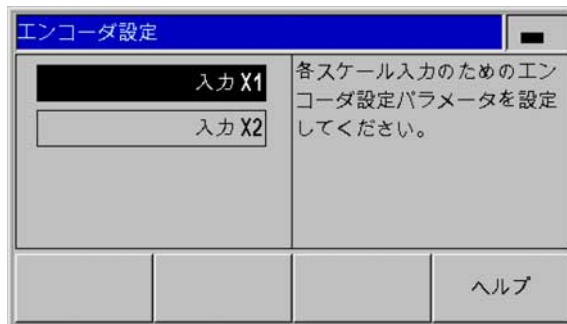 エンコーダ設定
入力 X1
入力 X2
各スケール入力のためのエン
コーダ設定パラメータを設定
してください。
ヘルプ